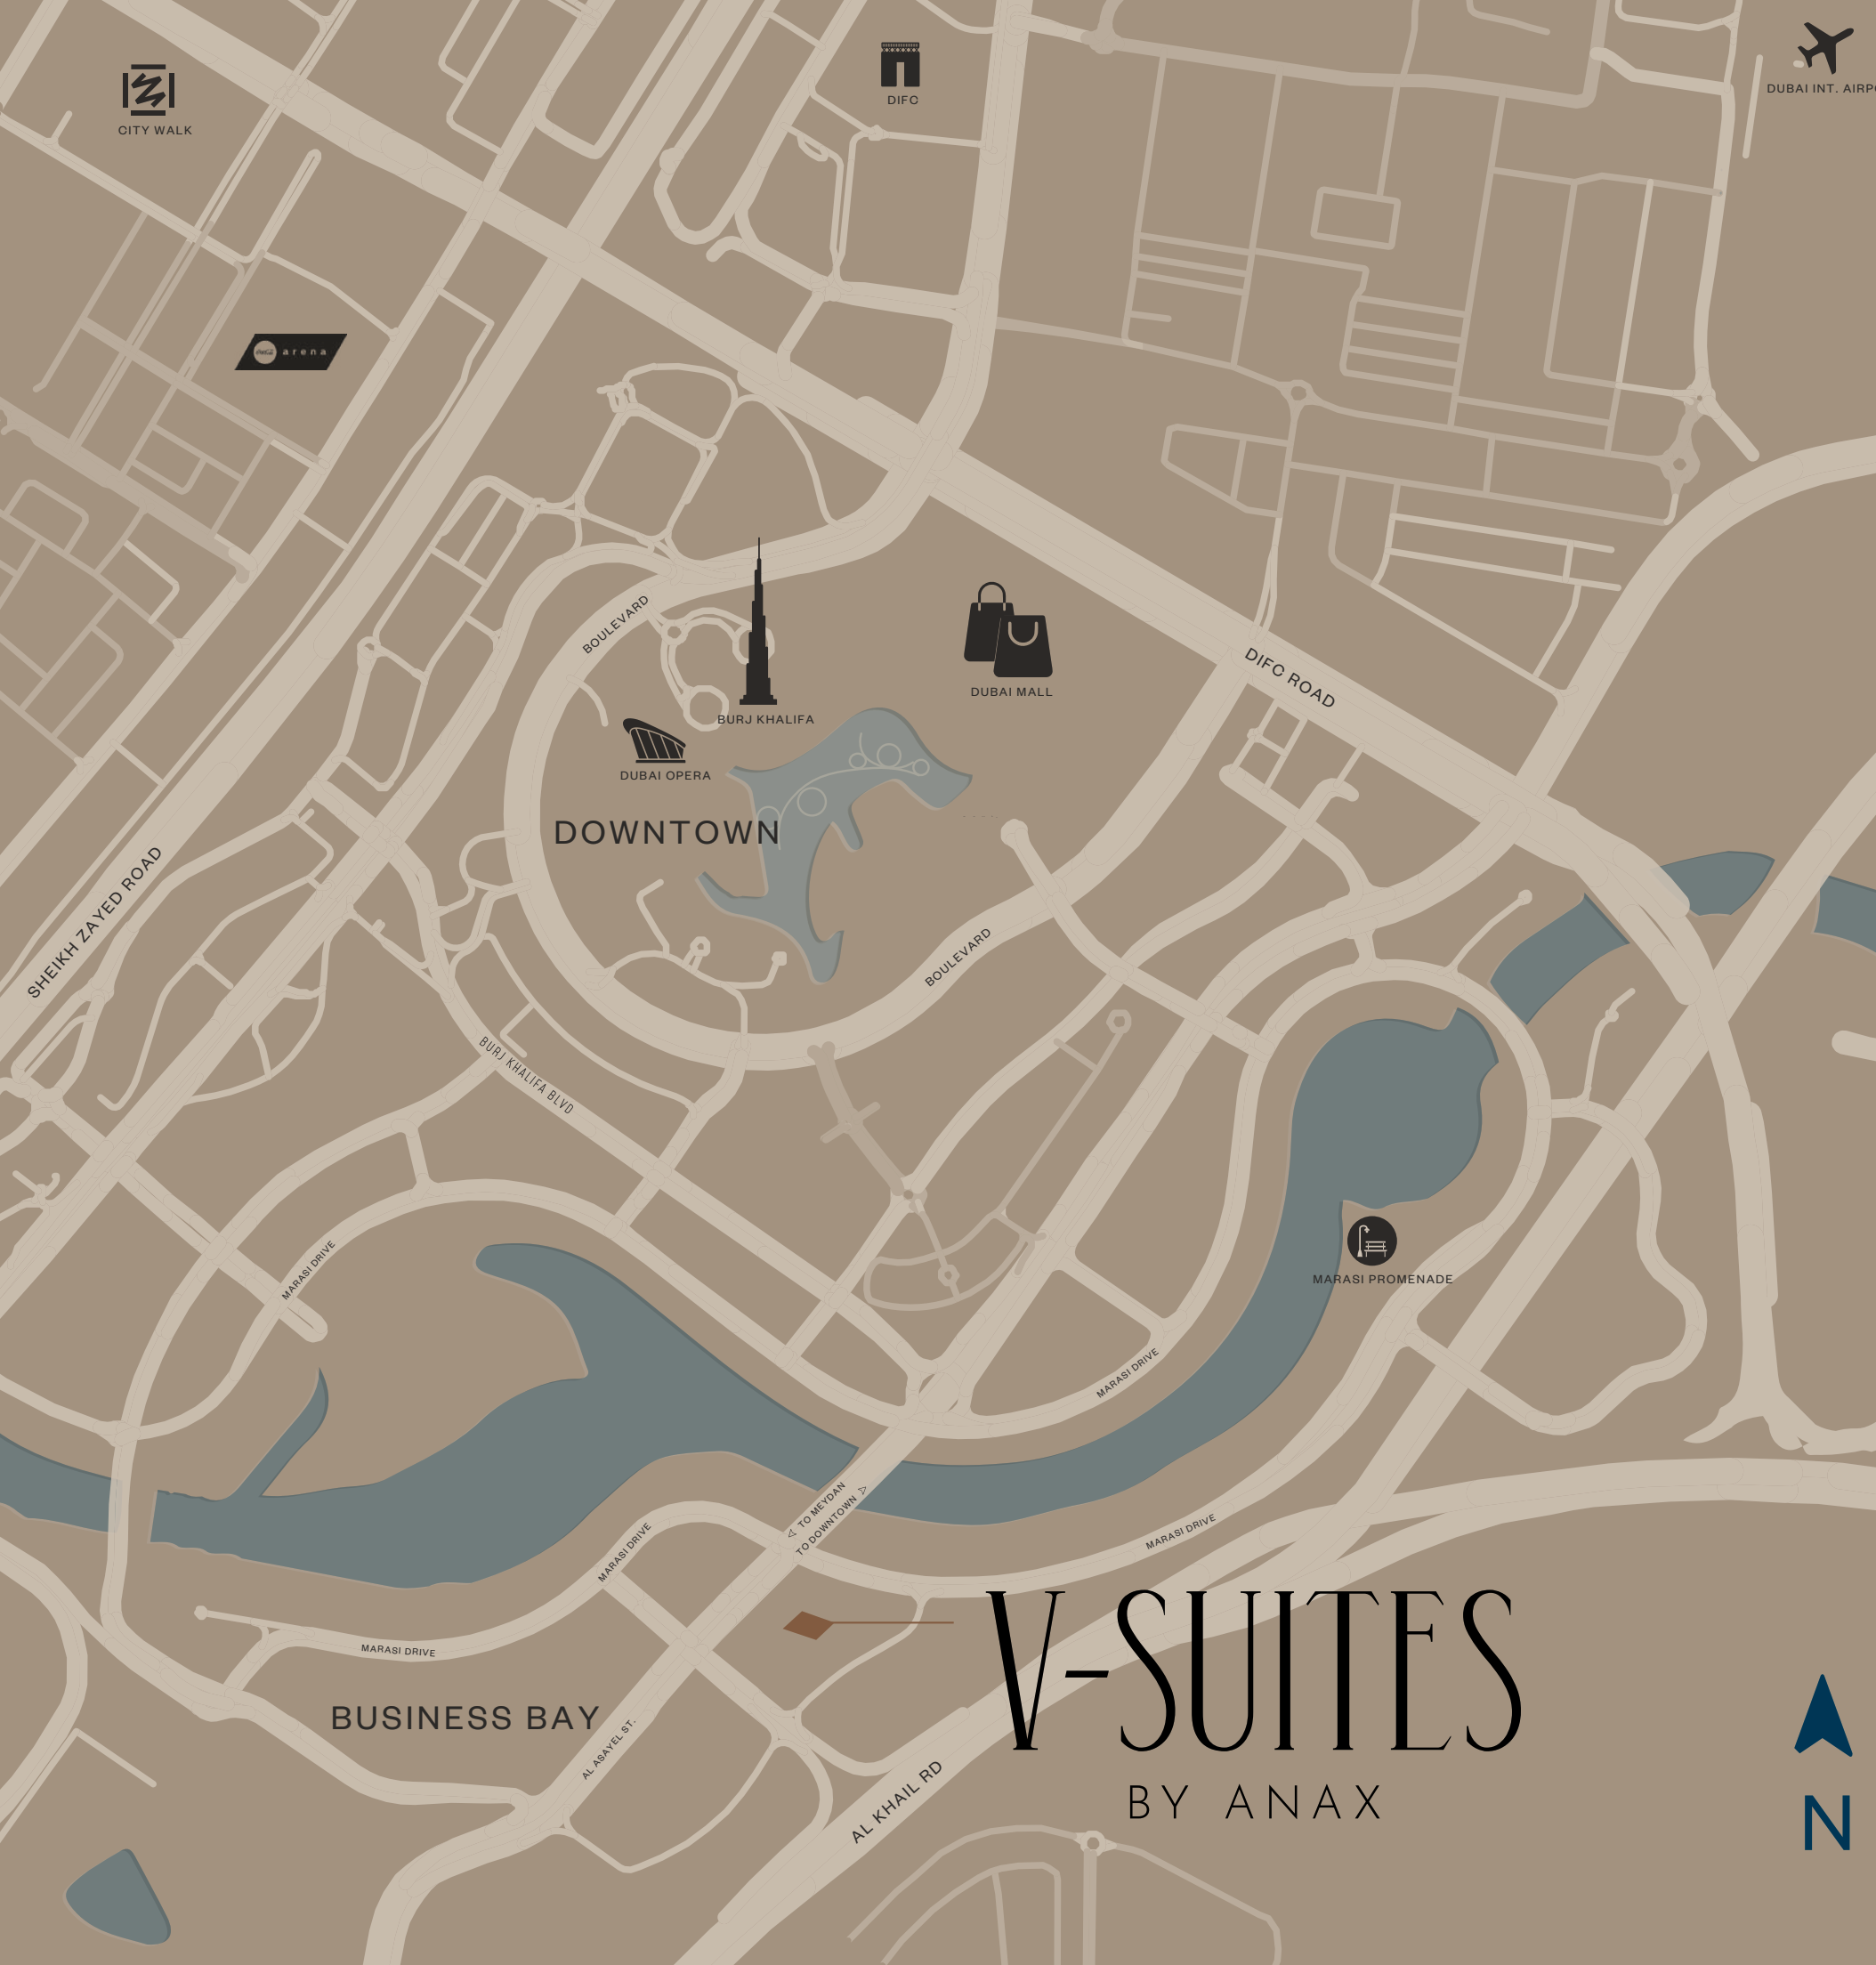 CITY WALK
DIFC
DUBAI INT. AIRPO
arena
BOULEVARD
BURJ KHALIFA
DUBAI MALL
DIFC ROAD
DUBAI OPERA
DOWNTOWN
SHEIKH ZAYED ROAD
BOULEVARD
BURJ KHALIFA BLVD
MARASI DRIVE
MARASI PROMENADE
MARASI DRIVE
TO MEYDAN
TO DOWNTOWN
MARASI DRIVE
MARASI DRIVE
MARASI DRIVE
V-SUITES
BY ANAX
BUSINESS BAY
AL ASAYEL ST.
AL KHAIL RD
N